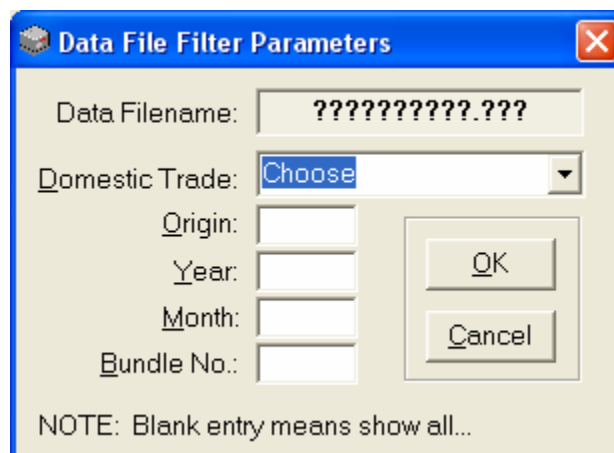 Data File Filter Parameters
Data Filename: ??????????.???
Domestic Trade: Choose
Origin:
Year:
OK
Month:
Cancel
Bundle No.:
NOTE: Blank entry means show all...